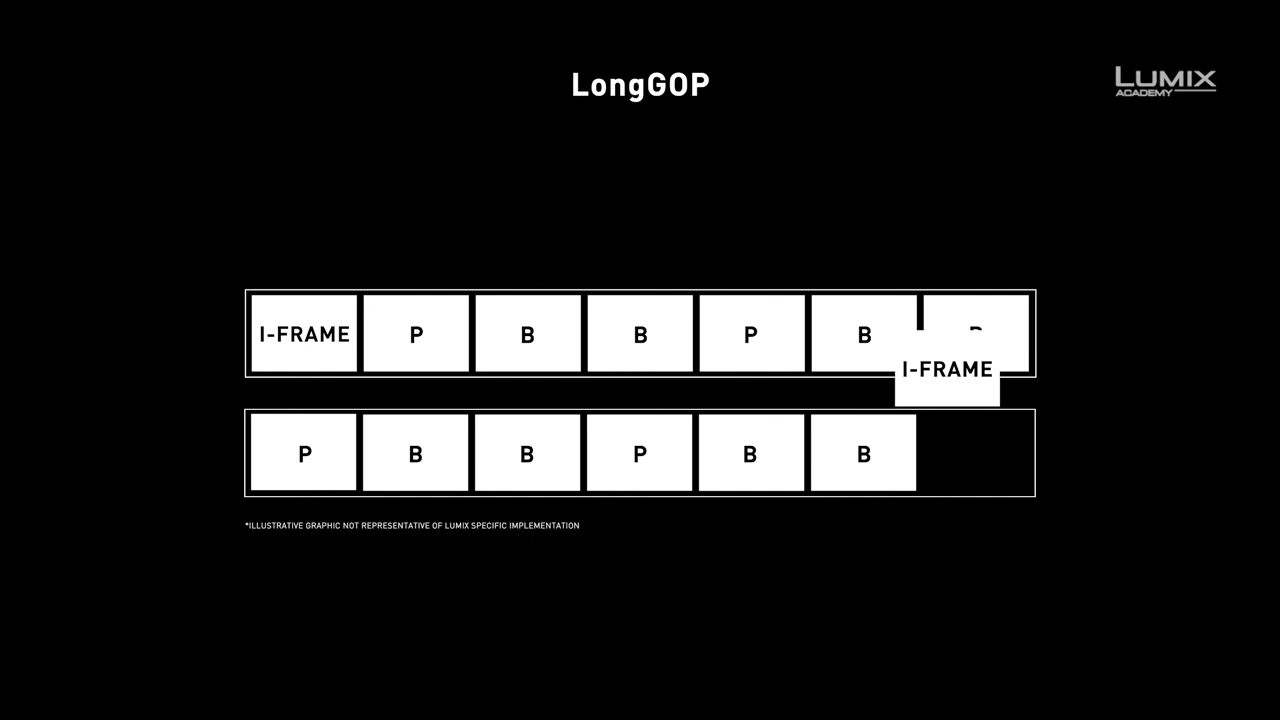 LongGOP
LUMIX
ACADEMY
I-FRAME P B B P B
I-FRAME
P B B P B B
*ILLUSTRATIVE GRAPHIC NOT REPRESENTATIVE OF LUMIX SPECIFIC IMPLEMENTATION